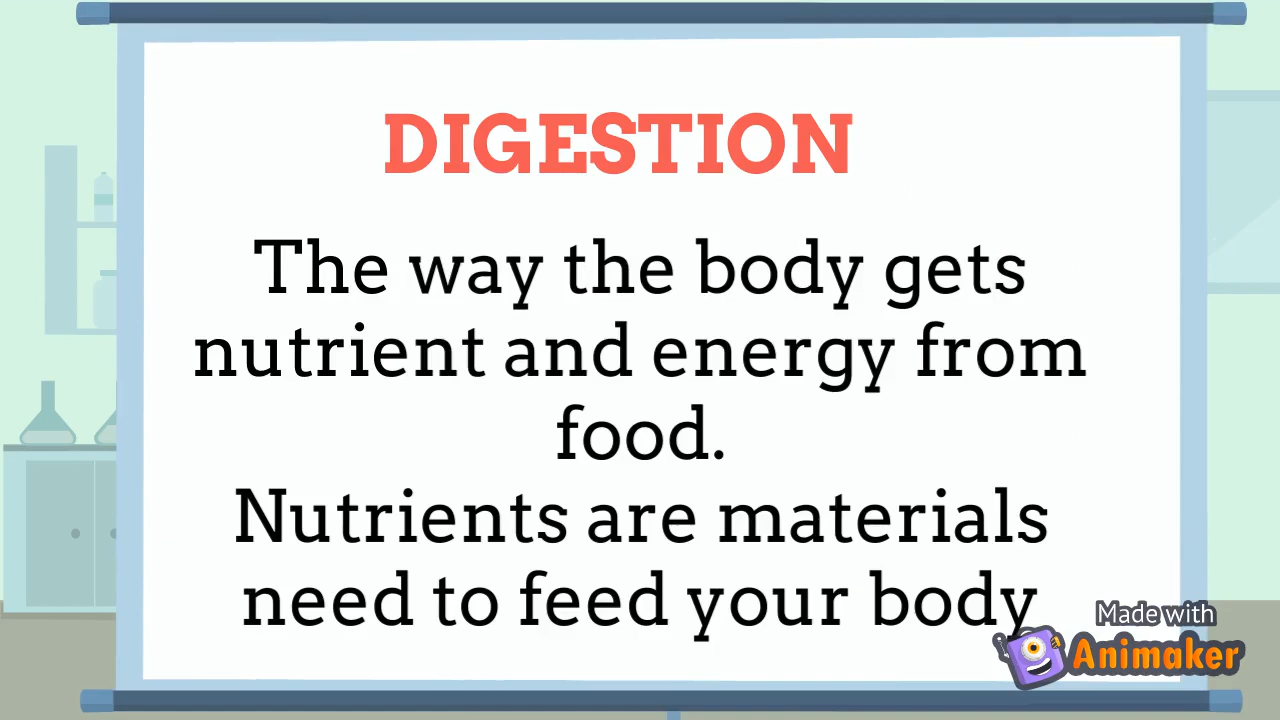 DIGESTION
The way the body gets
nutrient and energy from
food.
Nutrients are materials
need to feed your body
Made with
Animaker